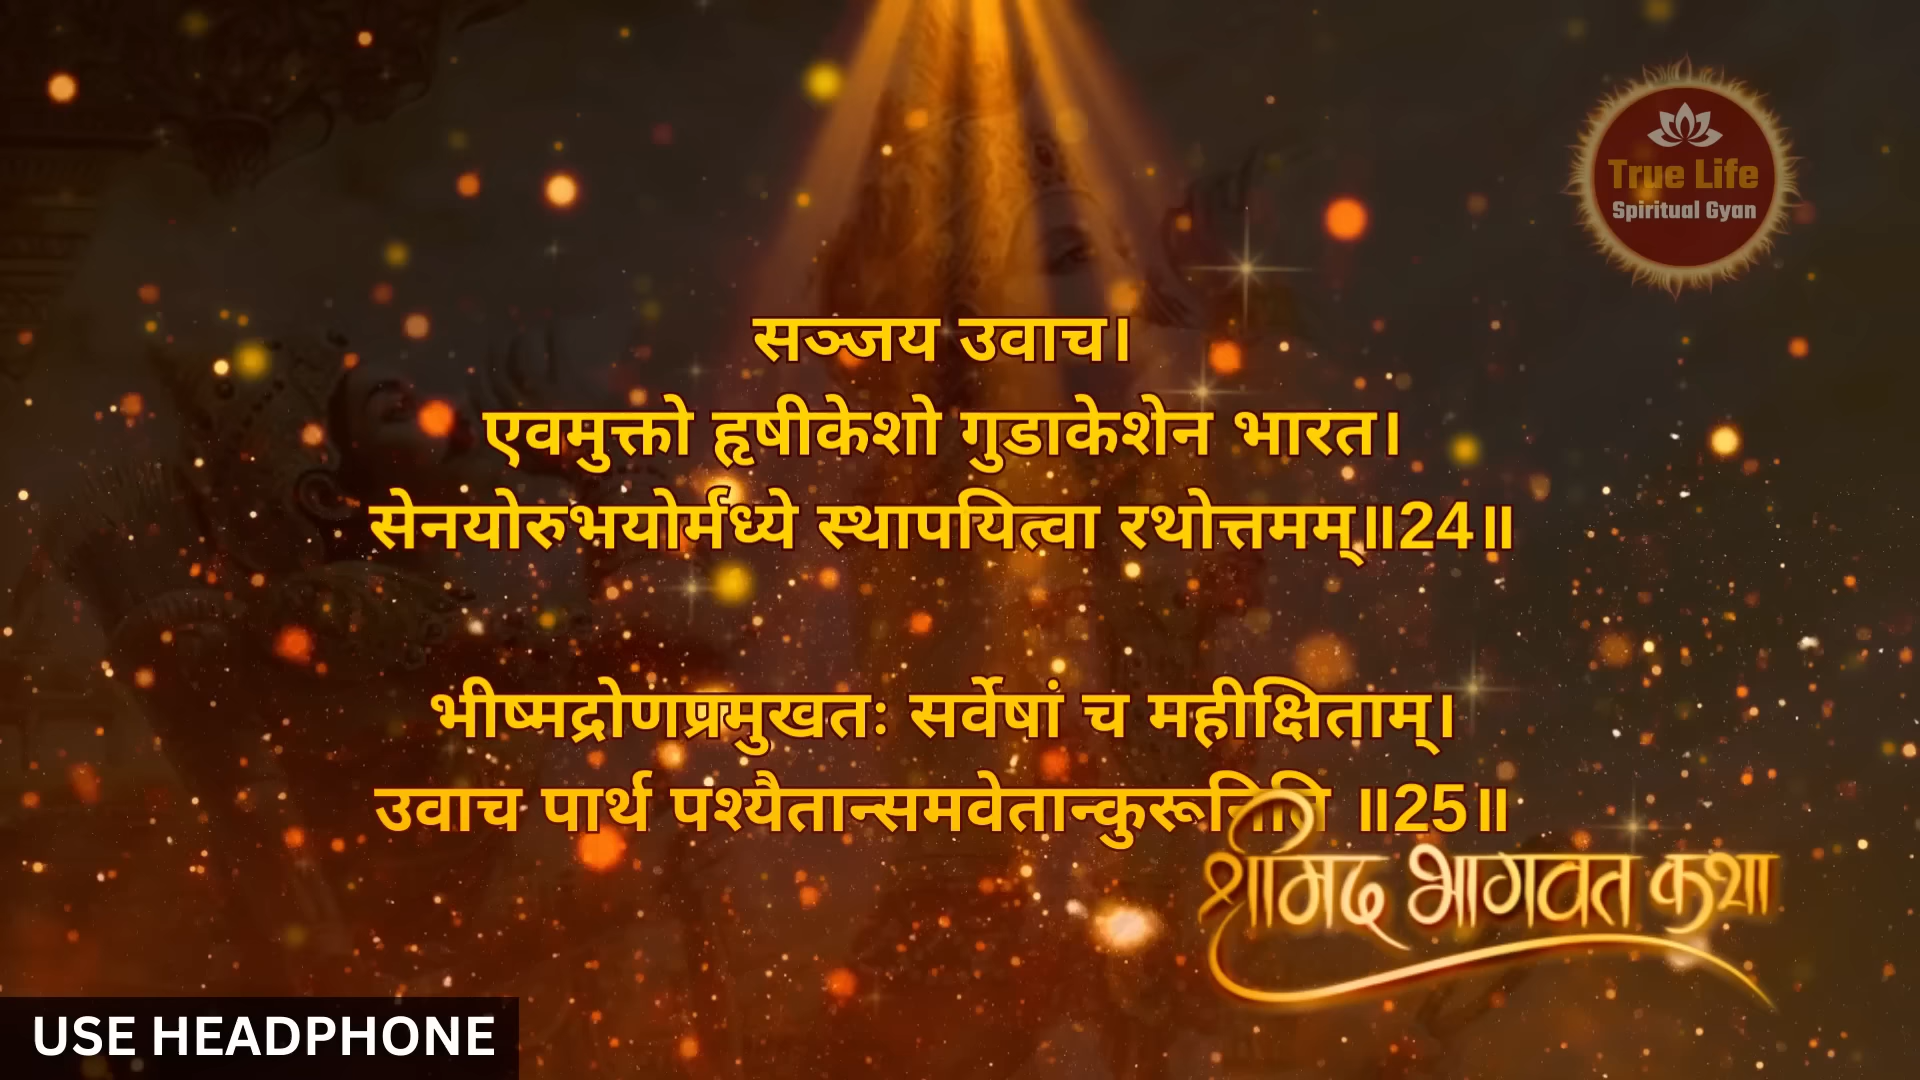 True Life
Spiritual Gyan
सञ्जय उवाच।
एवमुक्तो हृषीकेशो गुडाकेशेन भारत।
सेनयोरुभयोर्मध्ये स्थापयित्वा रथोत्तमम्॥24॥
भीष्मद्रोणप्रमुखतः सर्वेषां च महीक्षिताम्।
उवाच पार्थ पश्यैतान्समवेतान्कुरूनिति ॥25॥
श्रीमद भागवत कथा
USE HEADPHONE